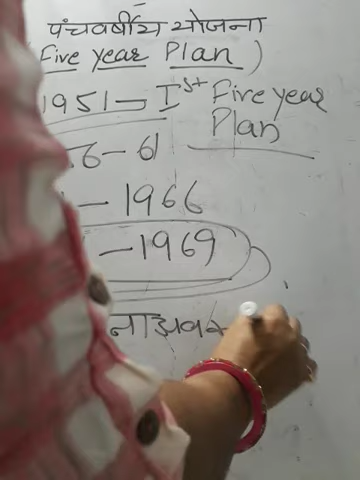 पंचवर्षीय योजना
(Five year Plan)
1951 – Ist Five year Plan
56 – 61
– 1966
– 1969